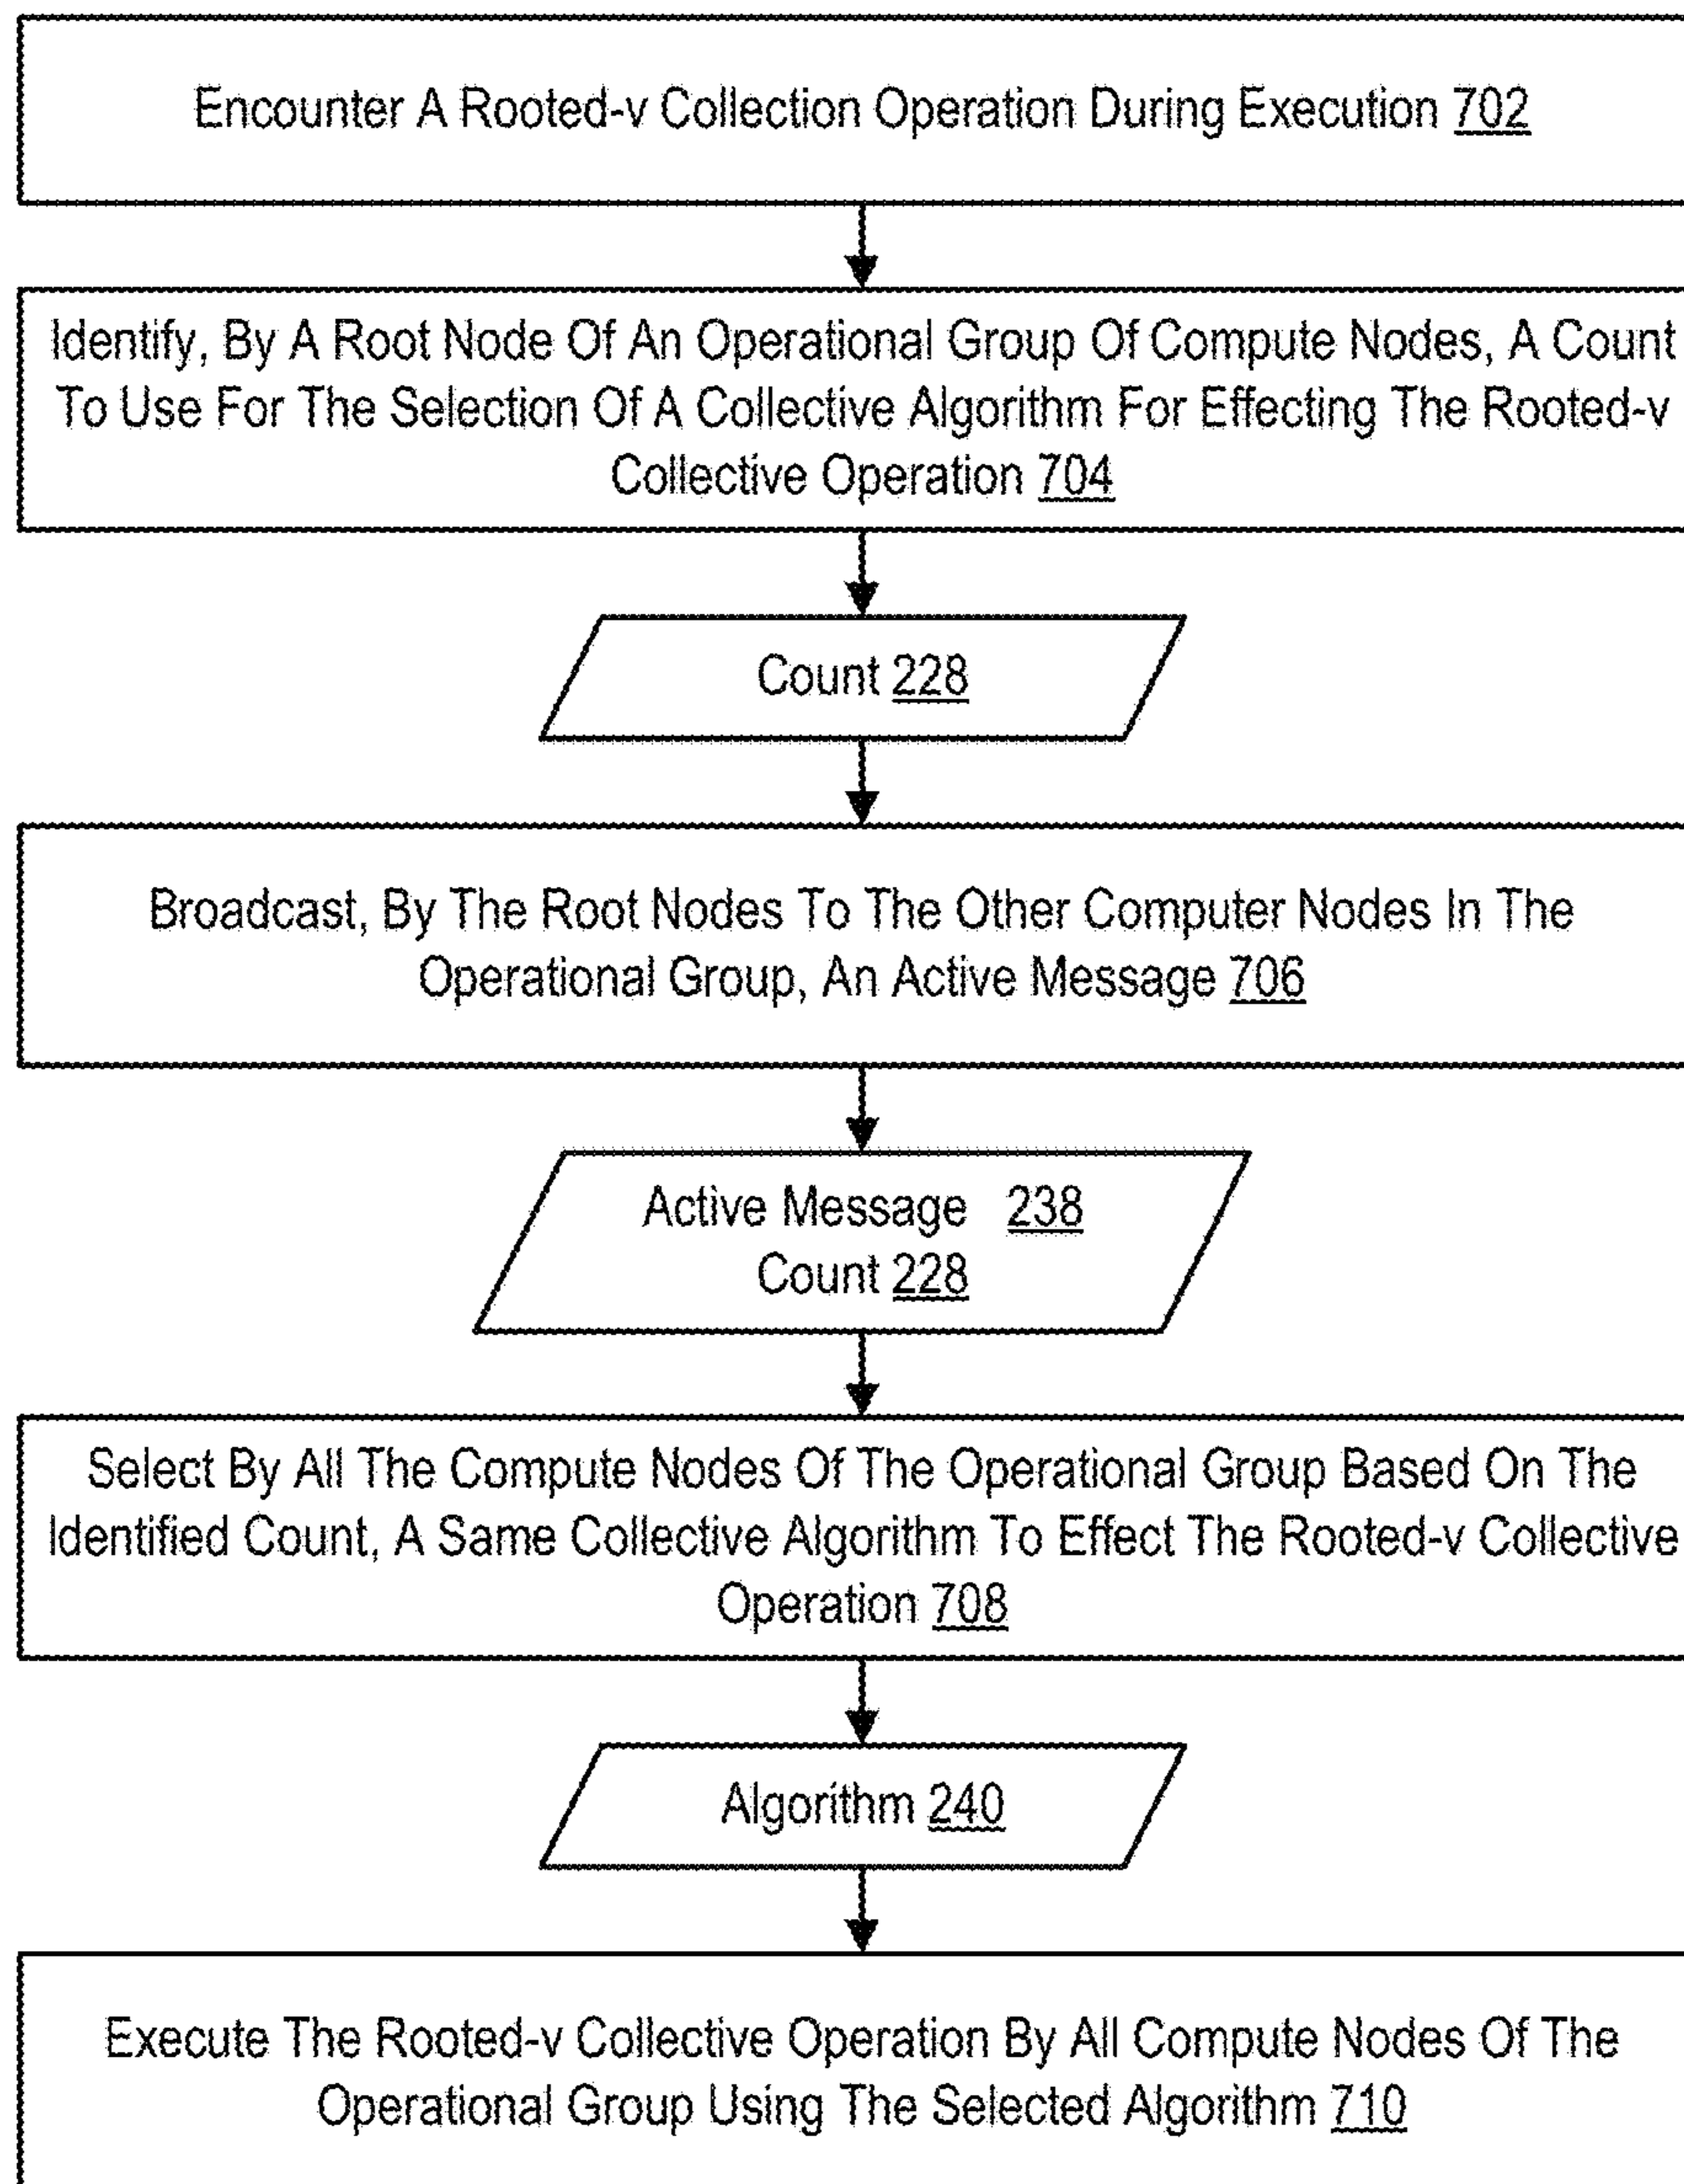 Encounter A Rooted-v Collection Operation During Execution 702
Identify, By A Root Node Of An Operational Group Of Compute Nodes, A Count
To Use For The Selection Of A Collective Algorithm For Effecting The Rooted-v
Collective Operation 704
Count 228
Broadcast, By The Root Nodes To The Other Computer Nodes In The
Operational Group, An Active Message 706
Active Message 238
Count 228
Select By All The Compute Nodes Of The Operational Group Based On The
Identified Count, A Same Collective Algorithm To Effect The Rooted-v Collective
Operation 708
Algorithm 240
Execute The Rooted-v Collective Operation By All Compute Nodes Of The
Operational Group Using The Selected Algorithm 710